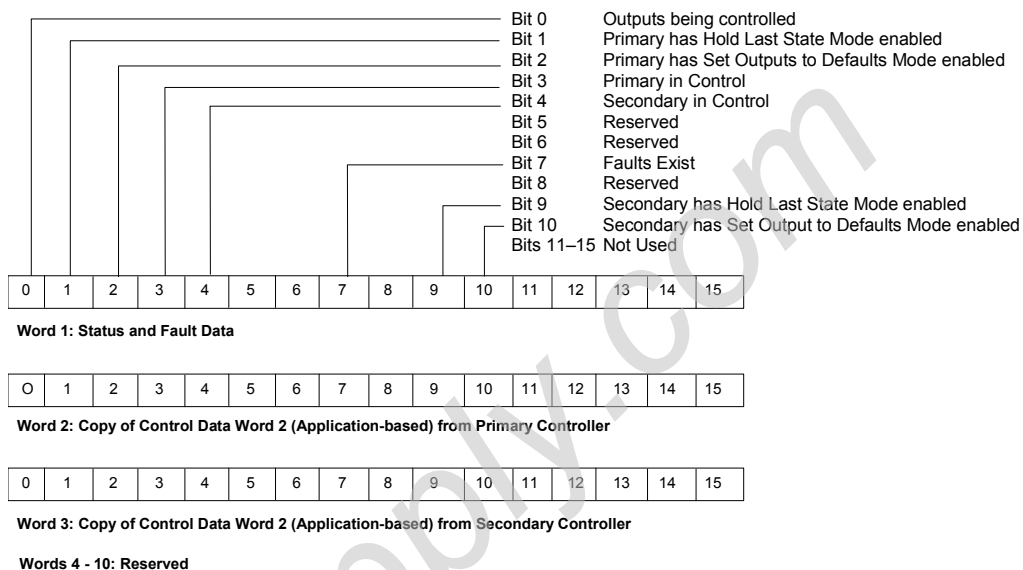 Bit 0 Outputs being controlled
Bit 1 Primary has Hold Last State Mode enabled
Bit 2 Primary has Set Outputs to Defaults Mode enabled
Bit 3 Primary in Control
Bit 4 Secondary in Control
Bit 5 Reserved
Bit 6 Reserved
Bit 7 Faults Exist
Bit 8 Reserved
Bit 9 Secondary has Hold Last State Mode enabled
Bit 10 Secondary has Set Output to Defaults Mode enabled
Bits 11–15 Not Used
0 1 2 3 4 5 6 7 8 9 10 11 12 13 14 15
Word 1: Status and Fault Data
O 1 2 3 4 5 6 7 8 9 10 11 12 13 14 15
Word 2: Copy of Control Data Word 2 (Application-based) from Primary Controller
0 1 2 3 4 5 6 7 8 9 10 11 12 13 14 15
Word 3: Copy of Control Data Word 2 (Application-based) from Secondary Controller
Words 4 - 10: Reserved
ply.com